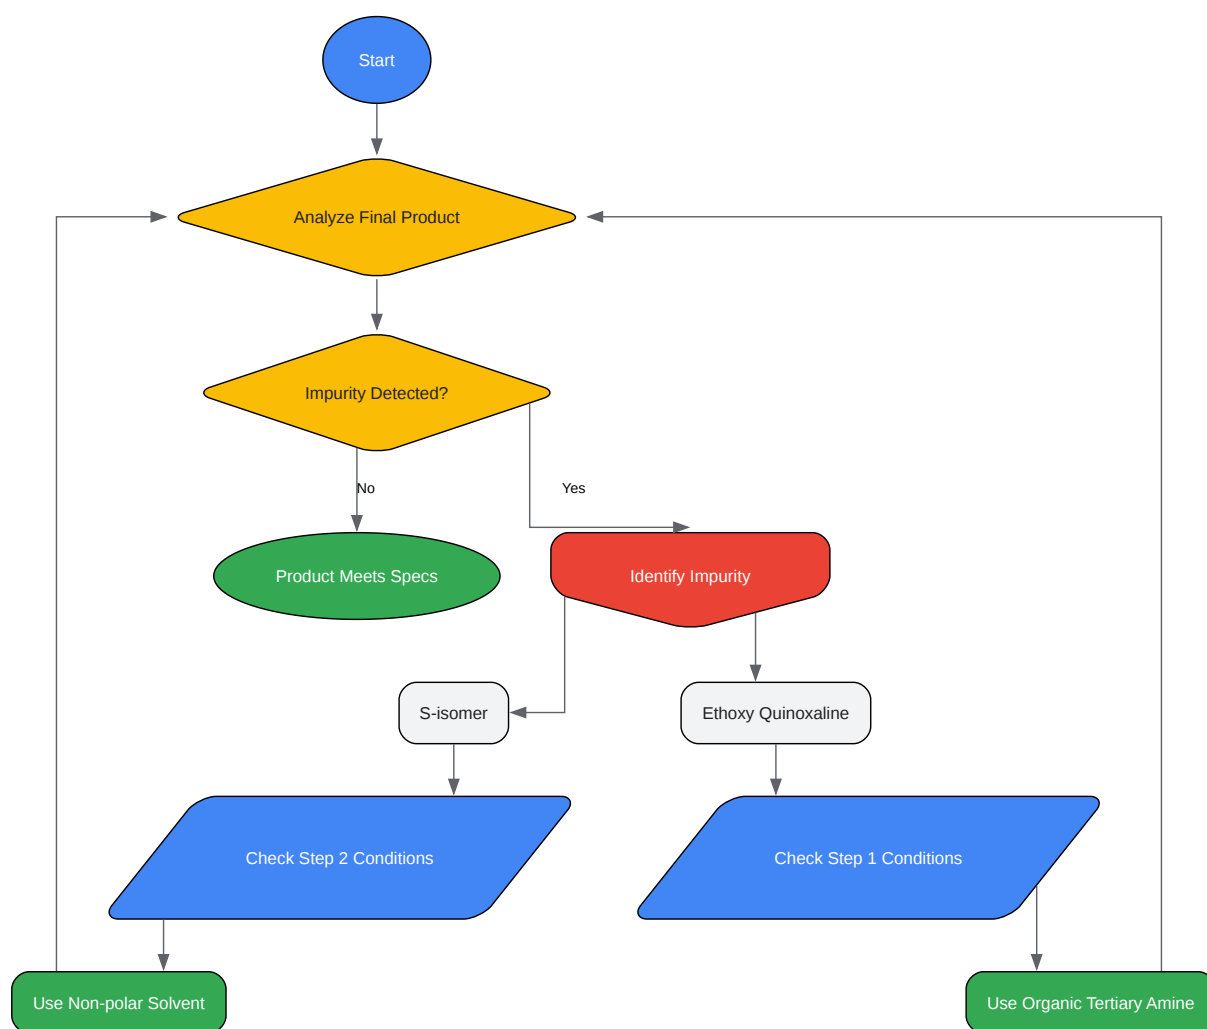 Start
Analyze Final Product
Impurity Detected?
No
Yes
Product Meets Specs
Identify Impurity
S-isomer
Ethoxy Quinoxaline
Check Step 2 Conditions
Check Step 1 Conditions
Use Non-polar Solvent
Use Organic Tertiary Amine